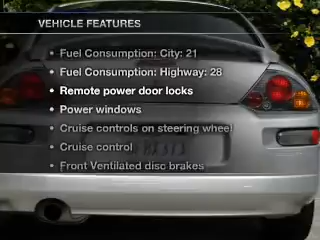 VEHICLE FEATURES
• Fuel Consumption: City: 21
• Fuel Consumption: Highway: 28
• Remote power door locks
• Power windows
• Cruise controls on steering wheel
• Cruise control
• Front Ventilated disc brakes